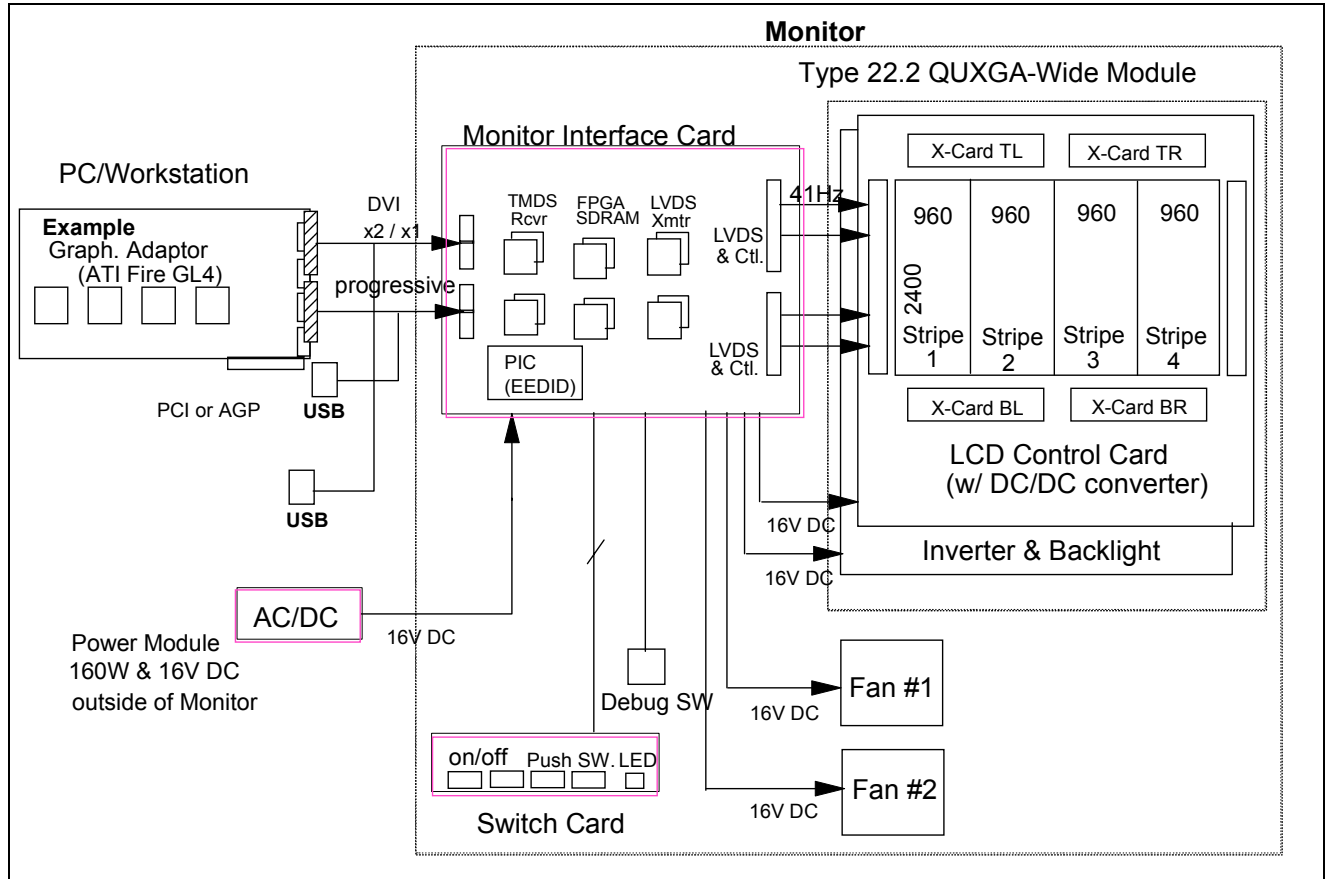 Monitor
Type 22.2 QUXGA-Wide Module
Monitor Interface Card
PC/Workstation
Example
Graph. Adaptor
(ATI Fire GL4)
PCI or AGP
DVI
x2 / x1
progressive
USB
USB
TMDS
Rcvr
FPGA
SDRAM
LVDS
Xmtr
LVDS
& Ctl.
LVDS
& Ctl.
PIC
(EEDID)
41Hz
X-Card TL
X-Card TR
960
960
960
960
2400
Stripe
1
Stripe
2
Stripe
3
Stripe
4
X-Card BL
X-Card BR
LCD Control Card
(w/ DC/DC converter)
16V DC
Inverter & Backlight
16V DC
AC/DC
16V DC
Power Module
160W & 16V DC
outside of Monitor
Debug SW
Fan #1
16V DC
on/off
Push SW.
LED
Switch Card
Fan #2
16V DC